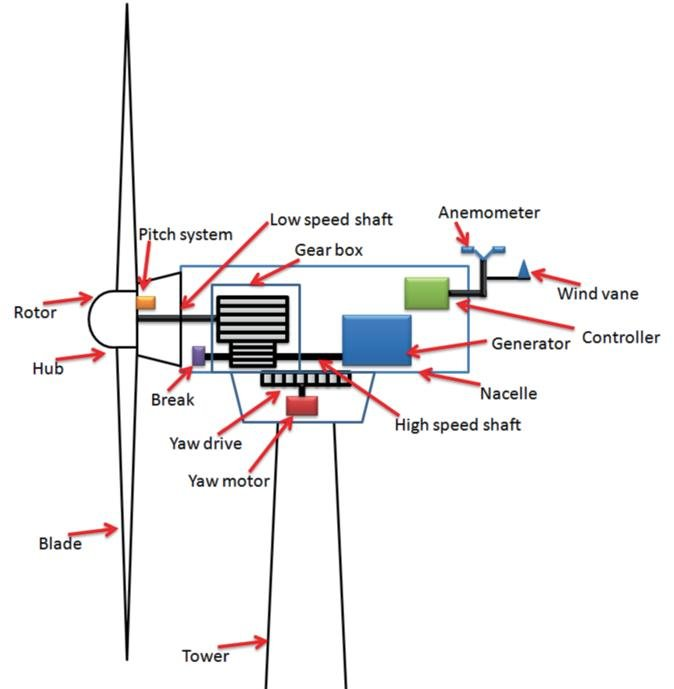 Anemometer
Low speed shaft
Pitch system
Gear box
Wind vane
Rotor
Controller
Generator
Hub
Nacelle
Break
High speed shaft
Yaw drive
Yaw motor
Blade
Tower